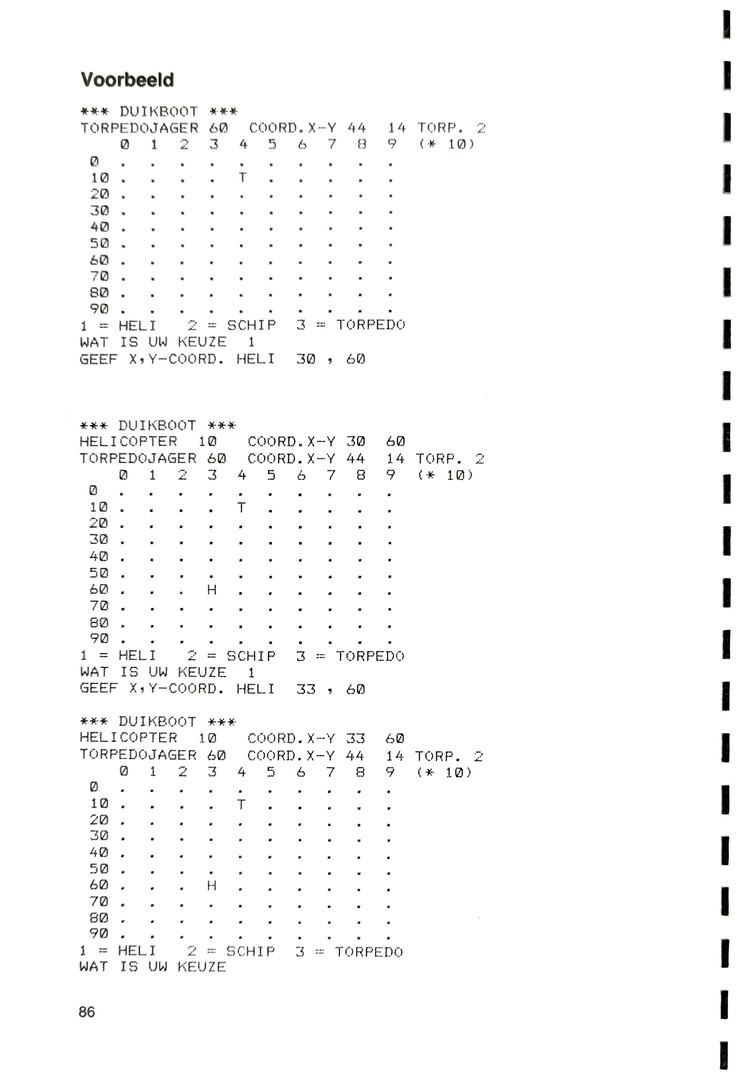 Voorbeeld
*** DUIKBOOT ***
TORPEDOJAGER 60  COORD.X-Y 44  14 TORP. 2
    0  1  2  3  4  5  6  7  8  9  (* 10)
 0  .  .  .  .  .  .  .  .  .  .
 10 .  .  .  .  T  .  .  .  .  .
 20 .  .  .  .  .  .  .  .  .  .
 30 .  .  .  .  .  .  .  .  .  .
 40 .  .  .  .  .  .  .  .  .  .
 50 .  .  .  .  .  .  .  .  .  .
 60 .  .  .  .  .  .  .  .  .  .
 70 .  .  .  .  .  .  .  .  .  .
 80 .  .  .  .  .  .  .  .  .  .
 90 .  .  .  .  .  .  .  .  .  .
1 = HELI   2 = SCHIP  3 = TORPEDO
WAT IS UW KEUZE  1
GEEF X,Y-COORD. HELI  30 , 60
*** DUIKBOOT ***
HELICOPTER  10   COORD.X-Y 30  60
TORPEDOJAGER 60  COORD.X-Y 44  14 TORP. 2
    0  1  2  3  4  5  6  7  8  9  (* 10)
 0  .  .  .  .  .  .  .  .  .  .
 10 .  .  .  .  T  .  .  .  .  .
 20 .  .  .  .  .  .  .  .  .  .
 30 .  .  .  .  .  .  .  .  .  .
 40 .  .  .  .  .  .  .  .  .  .
 50 .  .  .  .  .  .  .  .  .  .
 60 .  .  .  H  .  .  .  .  .  .
 70 .  .  .  .  .  .  .  .  .  .
 80 .  .  .  .  .  .  .  .  .  .
 90 .  .  .  .  .  .  .  .  .  .
1 = HELI   2 = SCHIP  3 = TORPEDO
WAT IS UW KEUZE  1
GEEF X,Y-COORD. HELI  33 , 60
*** DUIKBOOT ***
HELICOPTER  10   COORD.X-Y 33  60
TORPEDOJAGER 60  COORD.X-Y 44  14 TORP. 2
    0  1  2  3  4  5  6  7  8  9  (* 10)
 0  .  .  .  .  .  .  .  .  .  .
 10 .  .  .  .  T  .  .  .  .  .
 20 .  .  .  .  .  .  .  .  .  .
 30 .  .  .  .  .  .  .  .  .  .
 40 .  .  .  .  .  .  .  .  .  .
 50 .  .  .  .  .  .  .  .  .  .
 60 .  .  .  H  .  .  .  .  .  .
 70 .  .  .  .  .  .  .  .  .  .
 80 .  .  .  .  .  .  .  .  .  .
 90 .  .  .  .  .  .  .  .  .  .
1 = HELI   2 = SCHIP  3 = TORPEDO
WAT IS UW KEUZE
86